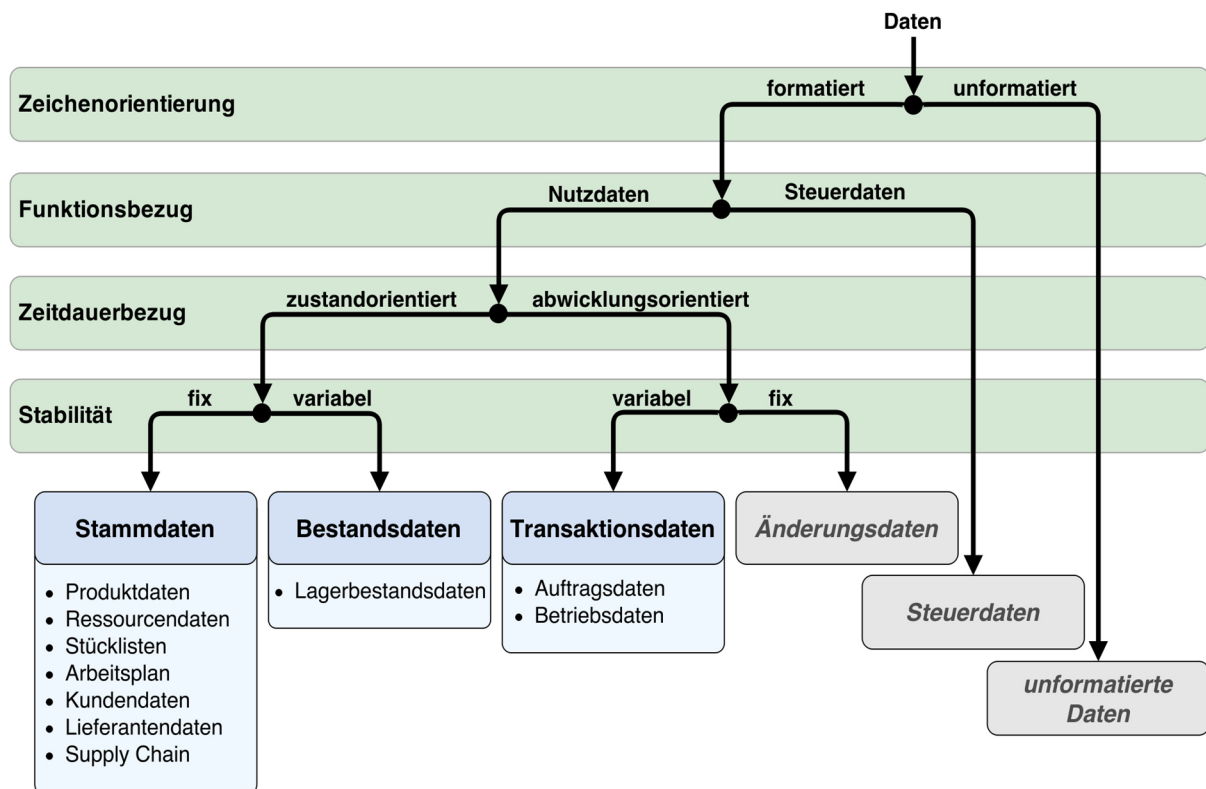 Daten
Zeichenorientierung
formatiert
unformatiert
Funktionsbezug
Nutzdaten
Steuerdaten
Zeitdauerbezug
zustandorientiert
abwicklungsorientiert
Stabilität
fix
variabel
variabel
fix
Stammdaten
• Produktdaten
• Ressourcendaten
• Stücklisten
• Arbeitsplan
• Kundendaten
• Lieferantendaten
• Supply Chain
Bestandsdaten
• Lagerbestandsdaten
Transaktionsdaten
• Auftragsdaten
• Betriebsdaten
Änderungsdaten
Steuerdaten
unformatierte
Daten